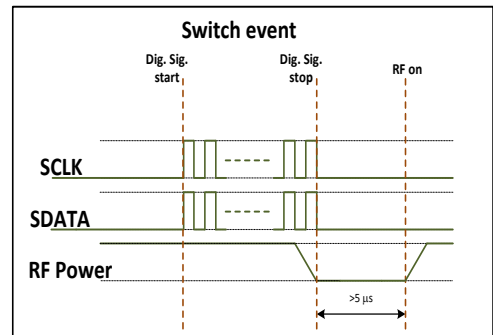 Switch event
Dig. Sig.
start
Dig. Sig.
stop
RF on
SCLK
SDATA
RF Power
>5 µs